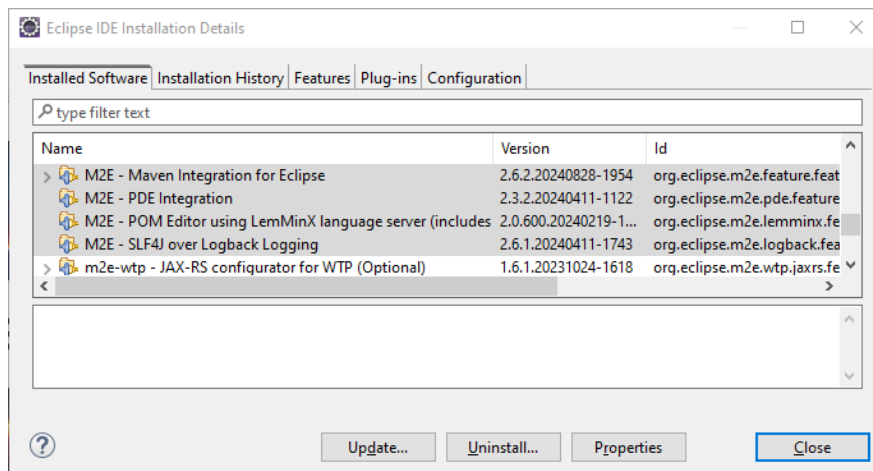 Eclipse IDE Installation Details
Installed Software Installation History Features Plug-ins Configuration
type filter text
Name Version Id
M2E - Maven Integration for Eclipse 2.6.2.20240828-1954 org.eclipse.m2e.feature.feat
M2E - PDE Integration 2.3.2.20240411-1122 org.eclipse.m2e.pde.feature
M2E - POM Editor using LemMinX language server (includes 2.0.600.20240219-1... org.eclipse.m2e.lemminx.fe
M2E - SLF4J over Logback Logging 2.6.1.20240411-1743 org.eclipse.m2e.logback.fea
m2e-wtp - JAX-RS configurator for WTP (Optional) 1.6.1.20231024-1618 org.eclipse.m2e.wtp.jaxrs.fe
? Update... Uninstall... Properties Close